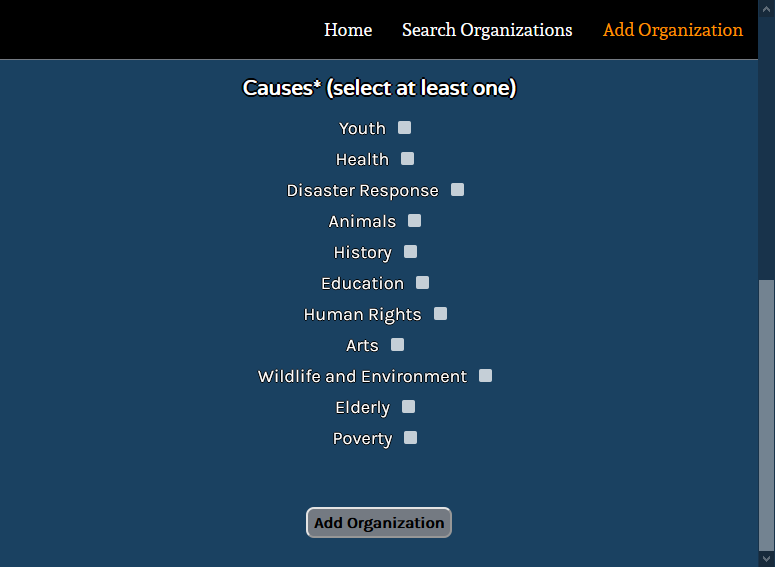 Home Search Organizations Add Organization
Causes* (select at least one)
Youth
Health
Disaster Response
Animals
History
Education
Human Rights
Arts
Wildlife and Environment
Elderly
Poverty
Add Organization